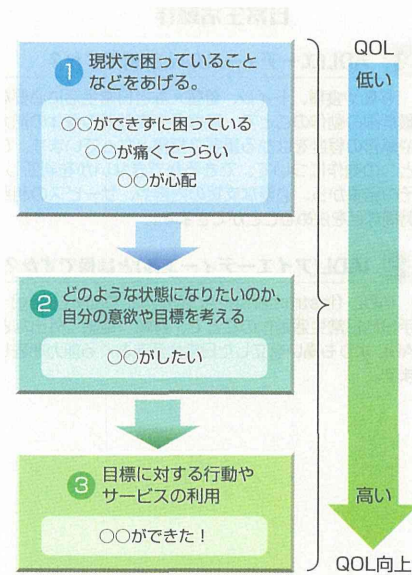 1 現状で困っていること
などをあげる。
○○ができずに困っている
○○が痛くてつらい
○○が心配
2 どのような状態になりたいのか、
自分の意欲や目標を考える
○○がしたい
3 目標に対する行動や
サービスの利用
○○ができた！
QOL
低い
高い
QOL向上